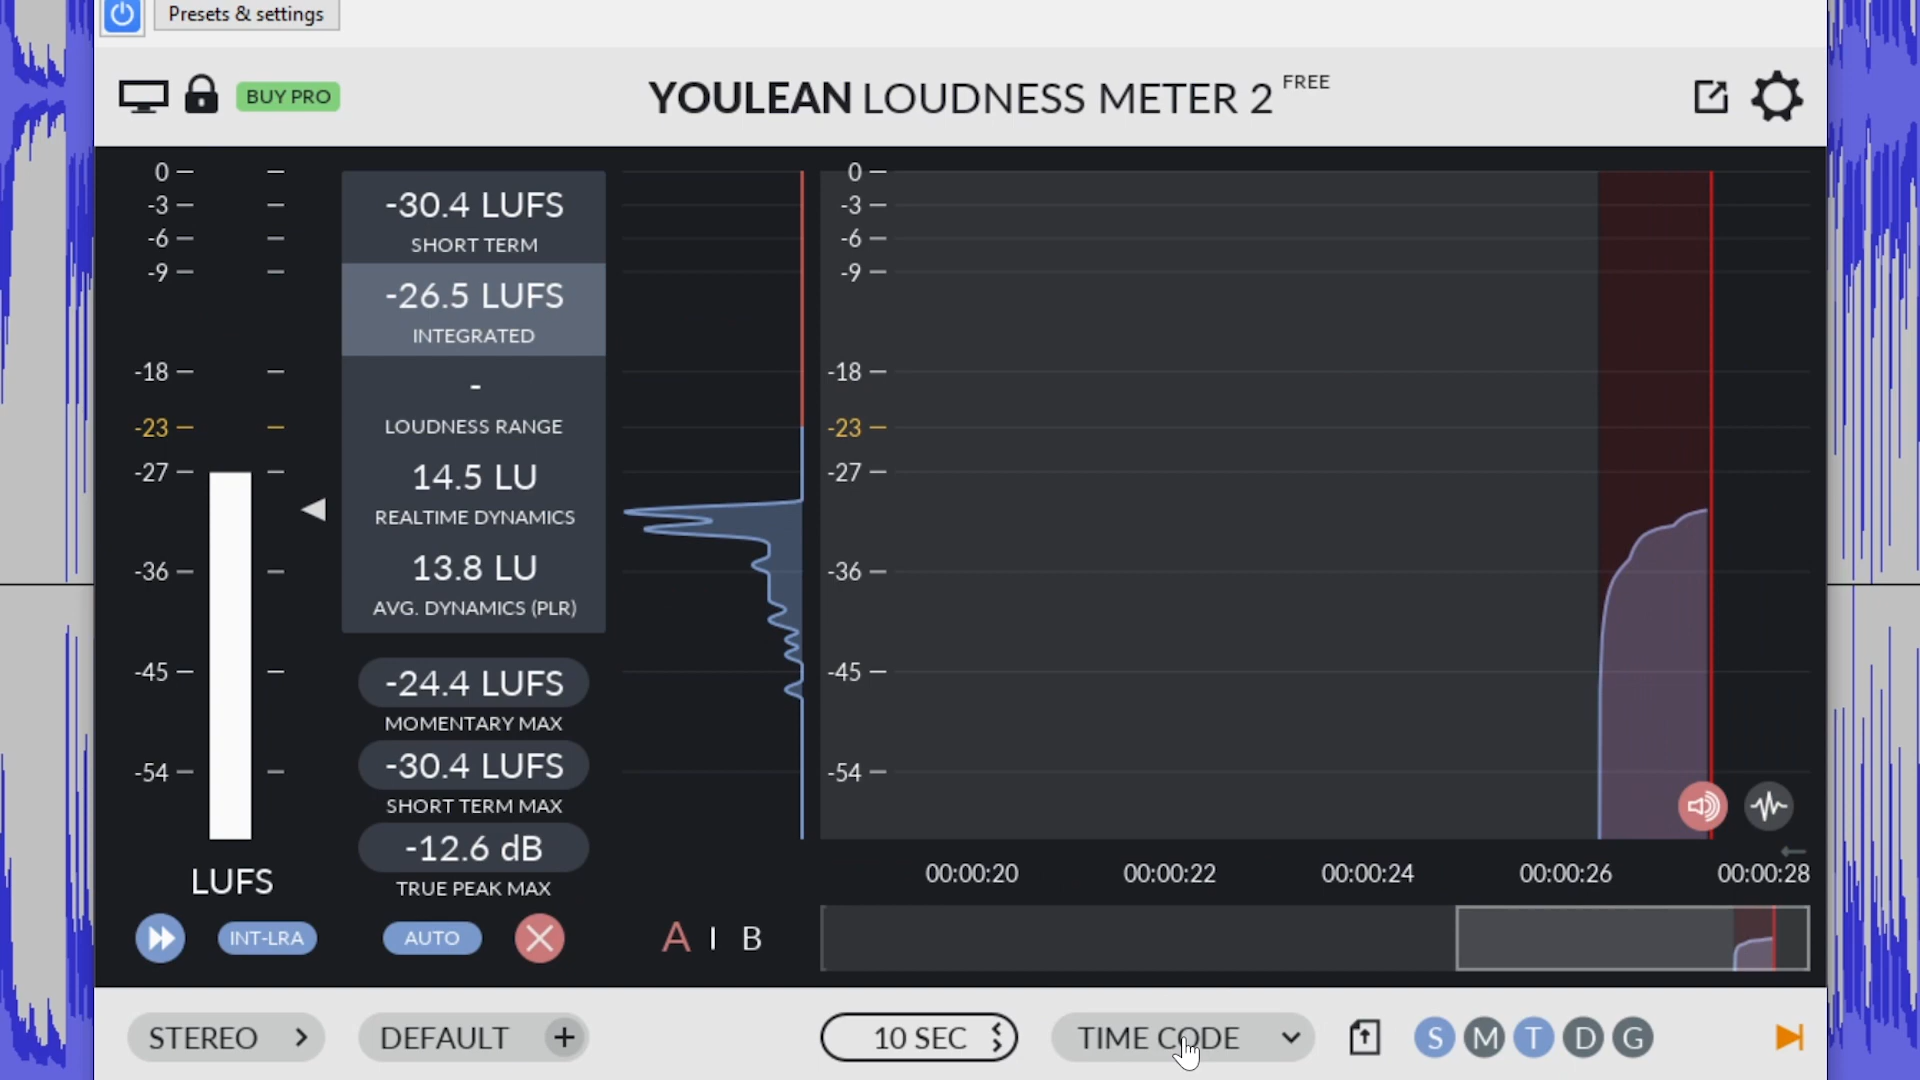 Presets & settings
BUY PRO
YOULEAN LOUDNESS METER 2 FREE
0
-3
-6
-9
-18
-23
-27
-36
-45
-54
LUFS
-30.4 LUFS
SHORT TERM
-26.5 LUFS
INTEGRATED
-
LOUDNESS RANGE
14.5 LU
REALTIME DYNAMICS
13.8 LU
AVG. DYNAMICS (PLR)
-24.4 LUFS
MOMENTARY MAX
-30.4 LUFS
SHORT TERM MAX
-12.6 dB
TRUE PEAK MAX
0
-3
-6
-9
-18
-23
-27
-36
-45
-54
00:00:20 00:00:22 00:00:24 00:00:26 00:00:28
INT-LRA AUTO A | B
STEREO DEFAULT + 10 SEC TIME CODE S M T D G